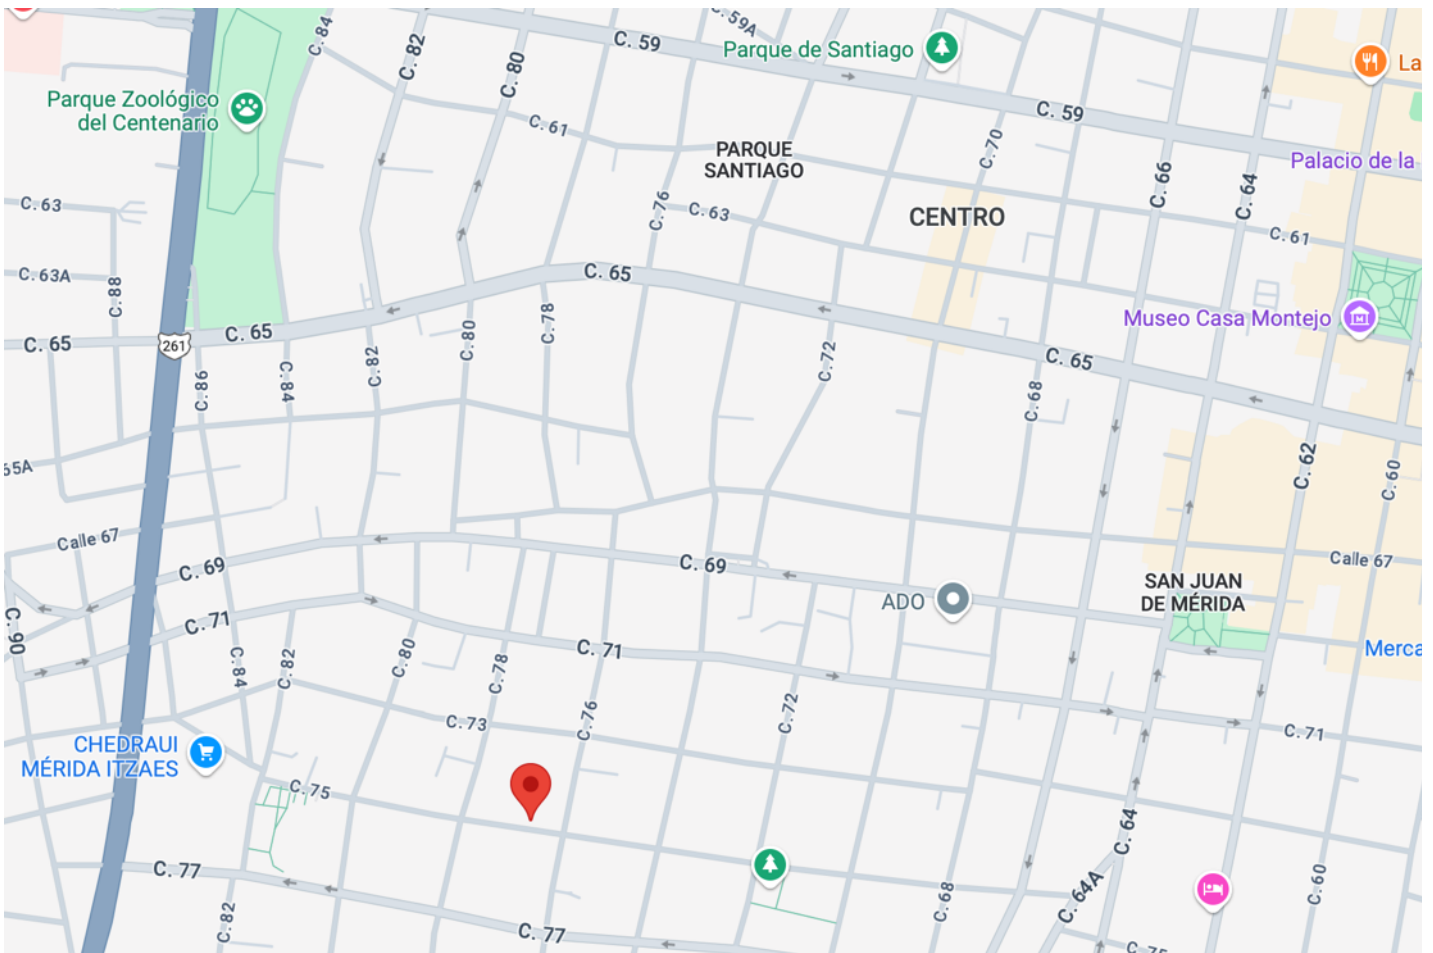 C. 84
C. 82
C. 80
C. 59
C. 59A
Parque de Santiago
La
Parque Zoológico
del Centenario
C. 61
PARQUE
SANTIAGO
C. 59
C. 70
C. 66
C. 64
Palacio de la
C. 63
C. 76
C. 63
CENTRO
C. 61
C. 63A
C. 88
C. 65
C. 78
Museo Casa Montejo
C. 65
261
C. 65
C. 80
C. 82
C. 84
C. 86
C. 72
C. 65
C. 68
65A
C. 62
C. 60
Calle 67
C. 69
C. 69
Calle 67
SAN JUAN
DE MÉRIDA
ADO
C. 90
C. 71
C. 71
C. 84
C. 82
C. 80
C. 78
C. 76
C. 72
Merca
C. 73
C. 71
CHEDRAUI
MÉRIDA ITZAES
C. 75
C. 77
C. 64
C. 82
C. 77
C. 68
C. 64A
C. 60
C. 75